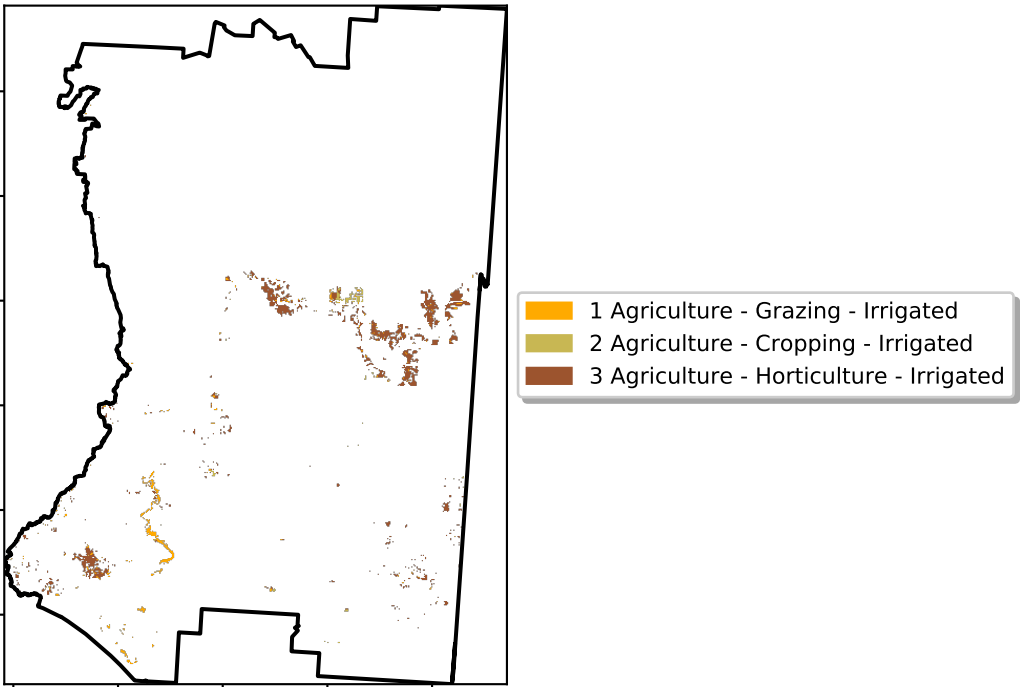 1 Agriculture - Grazing - Irrigated
2 Agriculture - Cropping - Irrigated
3 Agriculture - Horticulture - Irrigated